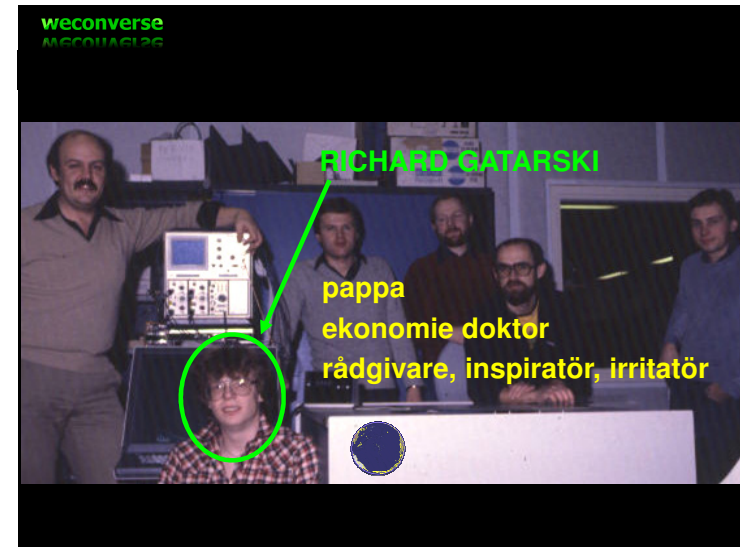 weconverse
RICHARD GATARSKI
pappa
ekonomie doktor
rådgivare, inspiratör, irritatör